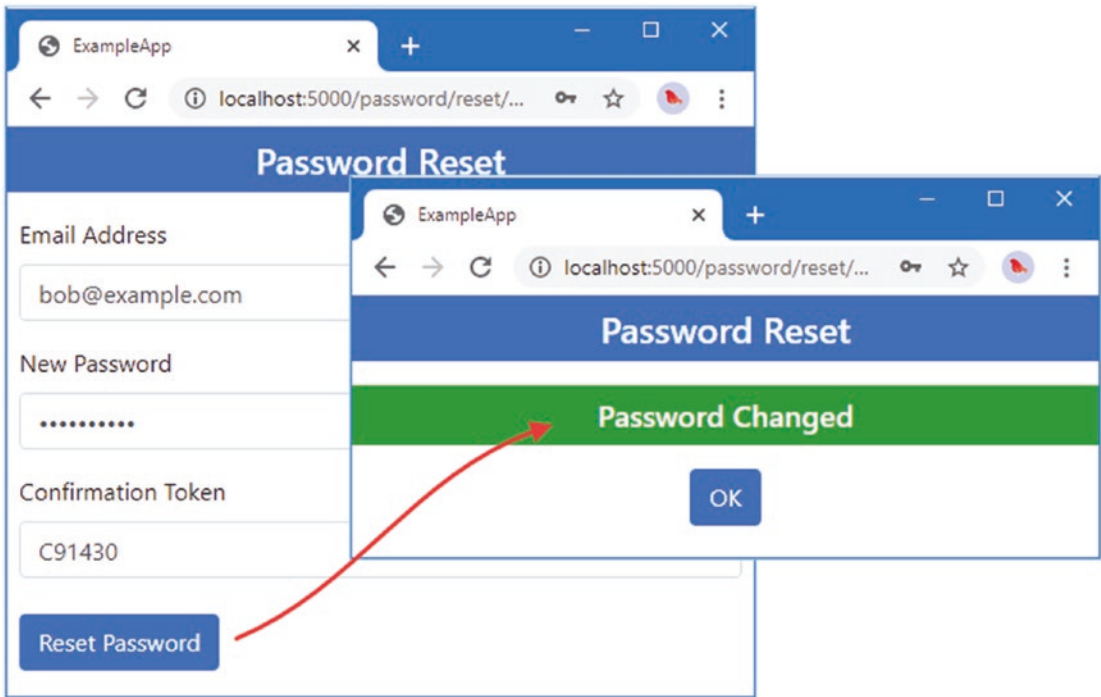 ExampleApp
localhost:5000/password/reset/...
Password Reset
Email Address
bob@example.com
New Password
••••••••••
Confirmation Token
C91430
Reset Password
ExampleApp
localhost:5000/password/reset/...
Password Reset
Password Changed
OK